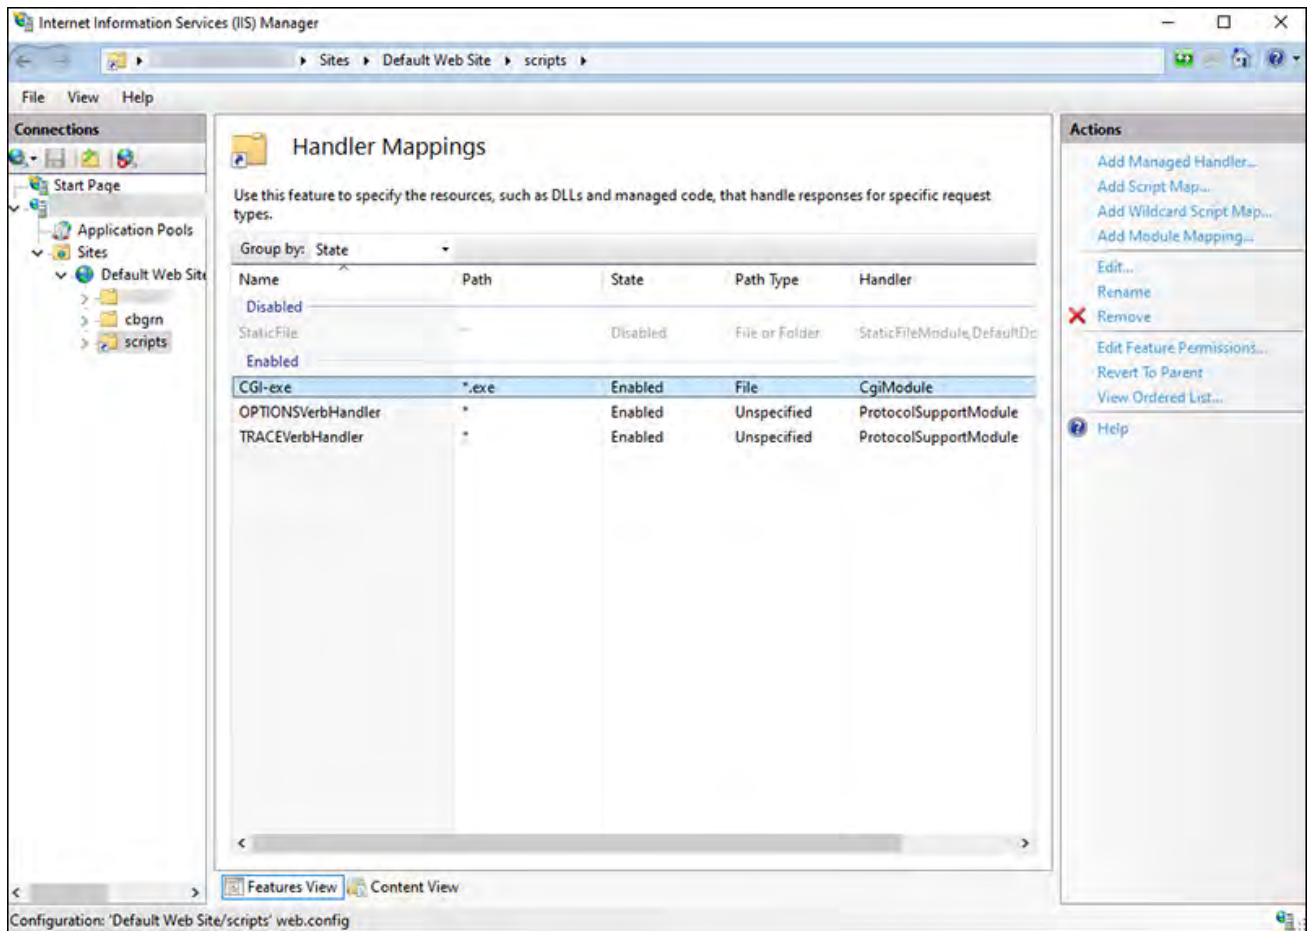 Internet Information Services (IIS) Manager
Sites Default Web Site scripts
File View Help
Connections
Start Page
Application Pools
Sites
Default Web Site
cbgrn
scripts
Handler Mappings
Use this feature to specify the resources, such as DLLs and managed code, that handle responses for specific request
types.
Group by: State
Name Path State Path Type Handler
Disabled
StaticFile Disabled File or Folder StaticFileModule,DefaultDc
Enabled
CGI-exe *.exe Enabled File CgiModule
OPTIONSVerbHandler * Enabled Unspecified ProtocolSupportModule
TRACEVerbHandler * Enabled Unspecified ProtocolSupportModule
Features View Content View
Actions
Add Managed Handler...
Add Script Map...
Add Wildcard Script Map...
Add Module Mapping...
Edit...
Rename
Remove
Edit Feature Permissions...
Revert To Parent
View Ordered List...
Help
Configuration: 'Default Web Site/scripts' web.config